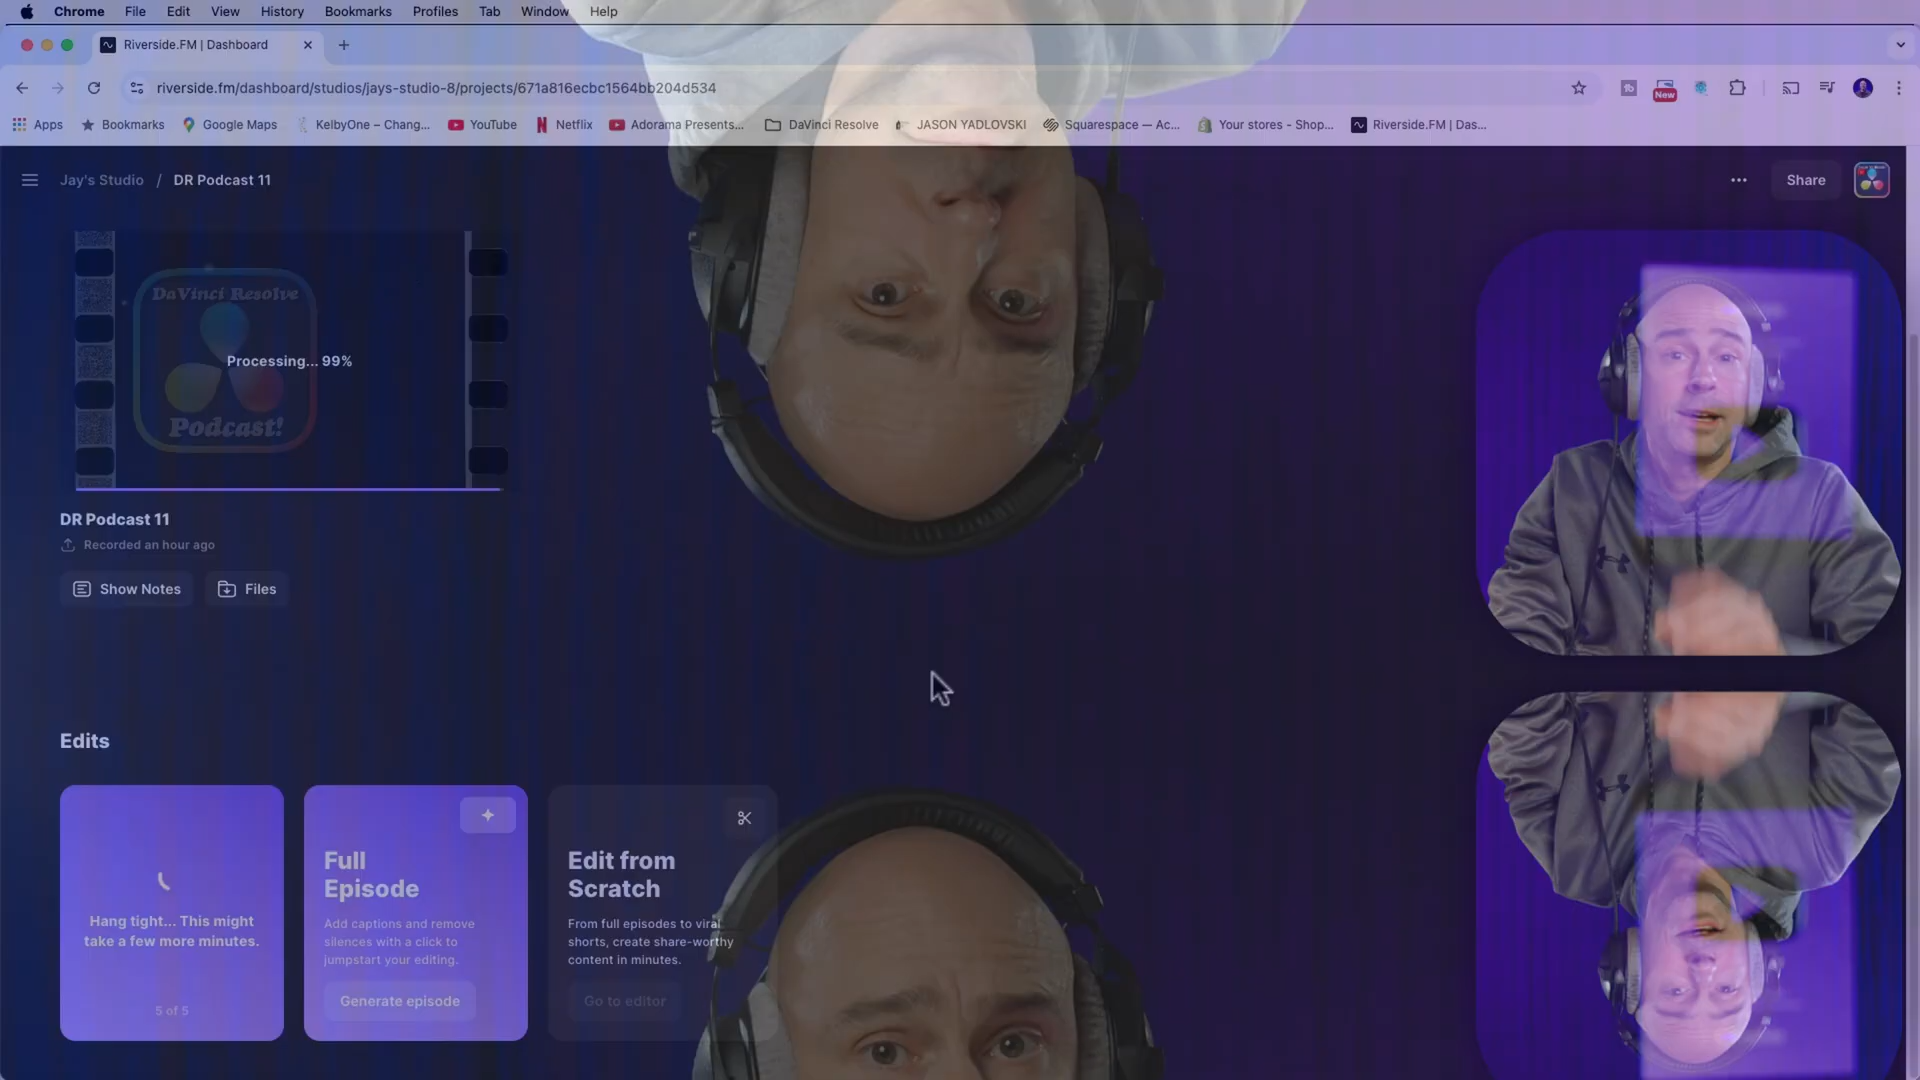 Chrome File Edit View History Bookmarks Profiles Tab Window Help
Riverside.FM | Dashboard
riverside.fm/dashboard/studios/jays-studio-8/projects/671a816ecbc1564bb204d534
New
Apps Bookmarks Google Maps KelbyOne – Chang... YouTube Netflix Adorama Presents... DaVinci Resolve JASON YADLOVSKI Squarespace — Ac... Your stores - Shop... Riverside.FM | Das...
Jay's Studio / DR Podcast 11
Share
DaVinci Resolve
Processing... 99%
Podcast!
DR Podcast 11
Recorded an hour ago
Show Notes
Files
Edits
Hang tight... This might
take a few more minutes.
5 of 5
Full
Episode
Add captions and remove
silences with a click to
jumpstart your editing.
Generate episode
Edit from
Scratch
From full episodes to viral
shorts, create share-worthy
content in minutes.
Go to editor